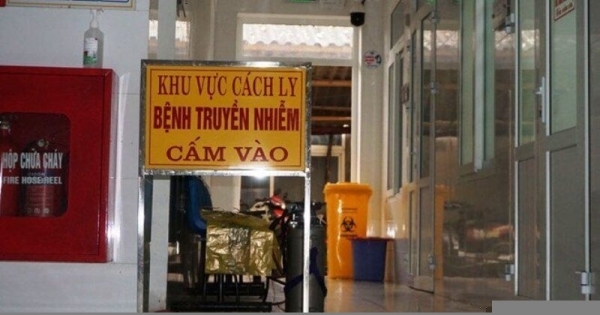 KHU VỰC CÁCH LY
BỆNH TRUYỀN NHIỄM
CẤM VÀO
HỘP CHỮA CHÁY
FIRE HOSE REEL